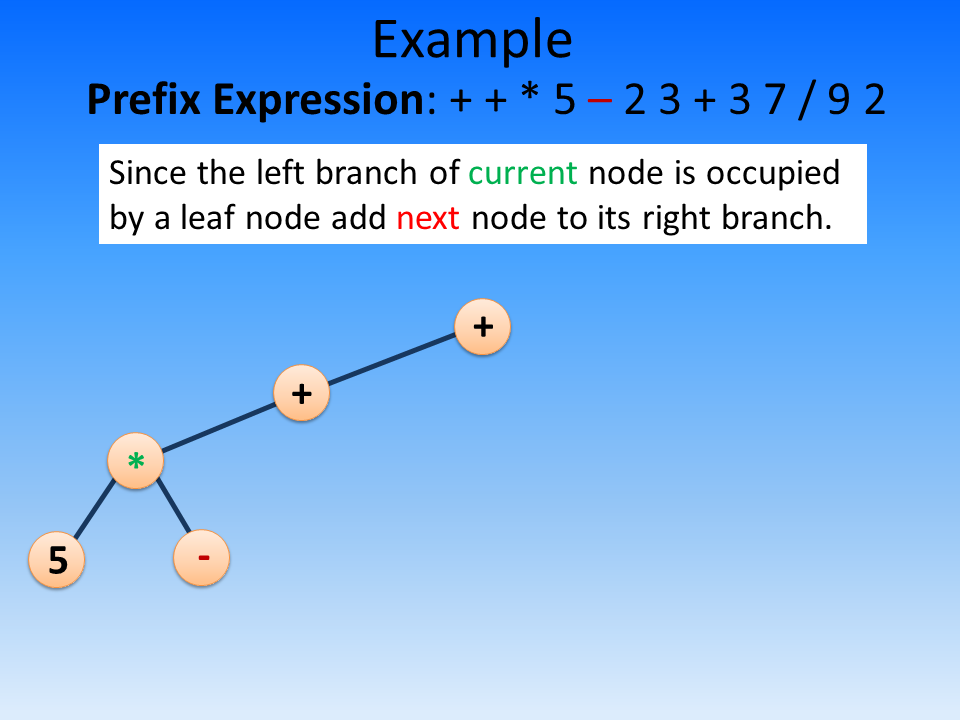 Example
Prefix Expression: + + * 5 – 2 3 + 3 7 / 9 2
Since the left branch of current node is occupied
by a leaf node add next node to its right branch.
+
+
*
5 -